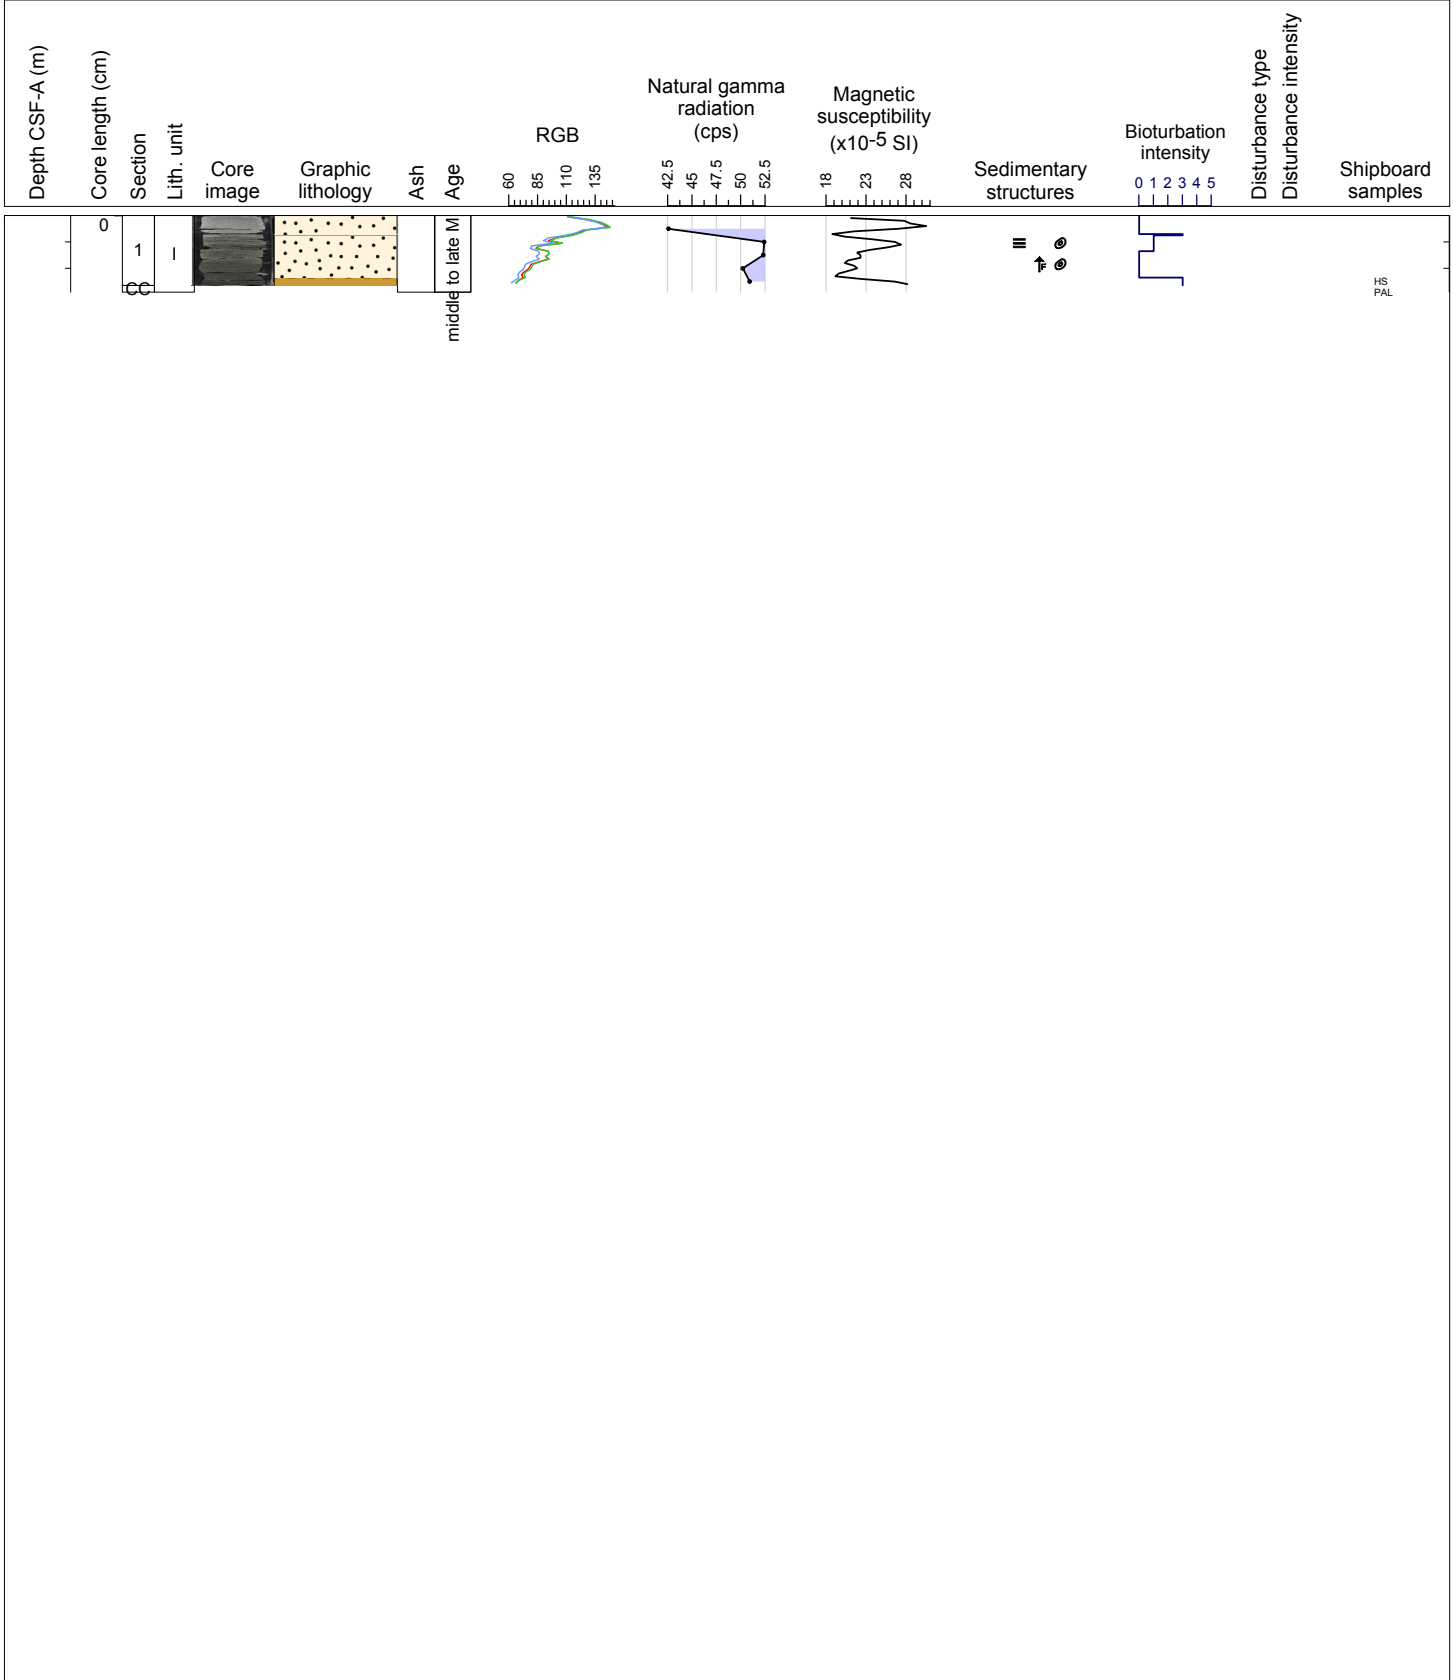 Depth CSF-A (m)
Core length (cm)
Section
Lith. unit
Core
image
Graphic
lithology
Ash
Age
RGB
60 85 110 135
Natural gamma
radiation
(cps)
42.5 45 47.5 50 52.5
Magnetic
susceptibility
(x10-5 SI)
18 23 28
Sedimentary
structures
Bioturbation
intensity
0 1 2 3 4 5
Disturbance type
Disturbance intensity
Shipboard
samples
0
1
CC
I
middle to late M
F
HS
PAL